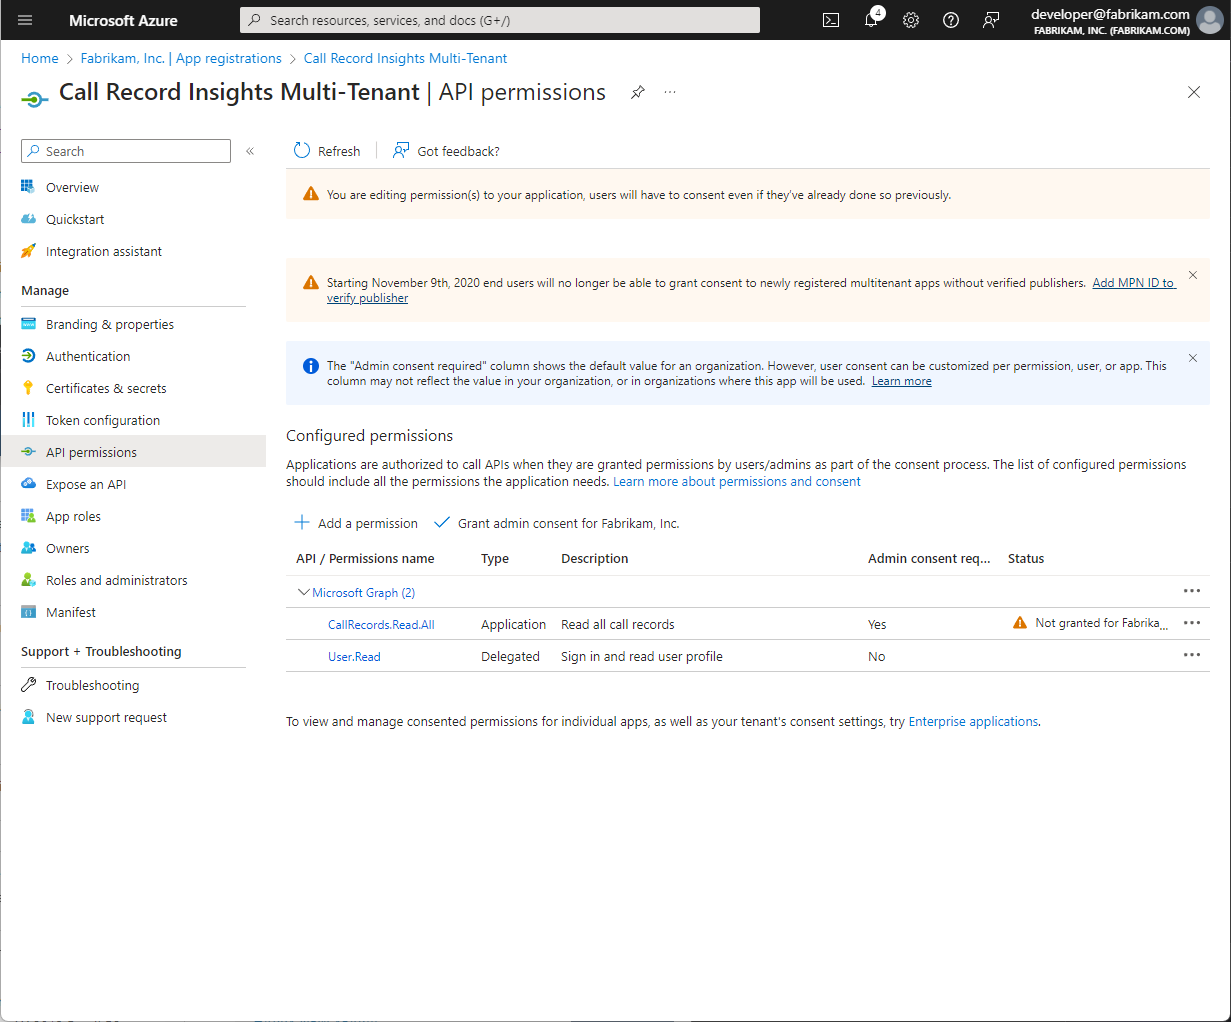 Microsoft Azure
Search resources, services, and docs (G+/)
4
developer@fabrikam.com
FABRIKAM, INC. (FABRIKAM.COM)
Home > Fabrikam, Inc. | App registrations > Call Record Insights Multi-Tenant
Call Record Insights Multi-Tenant | API permissions
Search
Overview
Quickstart
Integration assistant
Manage
Branding & properties
Authentication
Certificates & secrets
Token configuration
API permissions
Expose an API
App roles
Owners
Roles and administrators
Manifest
Support + Troubleshooting
Troubleshooting
New support request
Refresh
Got feedback?
You are editing permission(s) to your application, users will have to consent even if they've already done so previously.
Starting November 9th, 2020 end users will no longer be able to grant consent to newly registered multitenant apps without verified publishers. Add MPN ID to
verify publisher
The "Admin consent required" column shows the default value for an organization. However, user consent can be customized per permission, user, or app. This
column may not reflect the value in your organization, or in organizations where this app will be used. Learn more
Configured permissions
Applications are authorized to call APIs when they are granted permissions by users/admins as part of the consent process. The list of configured permissions
should include all the permissions the application needs. Learn more about permissions and consent
Add a permission
Grant admin consent for Fabrikam, Inc.
API / Permissions name Type Description Admin consent req... Status
Microsoft Graph (2)
CallRecords.Read.All Application Read all call records Yes Not granted for Fabrika...
User.Read Delegated Sign in and read user profile No
To view and manage consented permissions for individual apps, as well as your tenant's consent settings, try Enterprise applications.